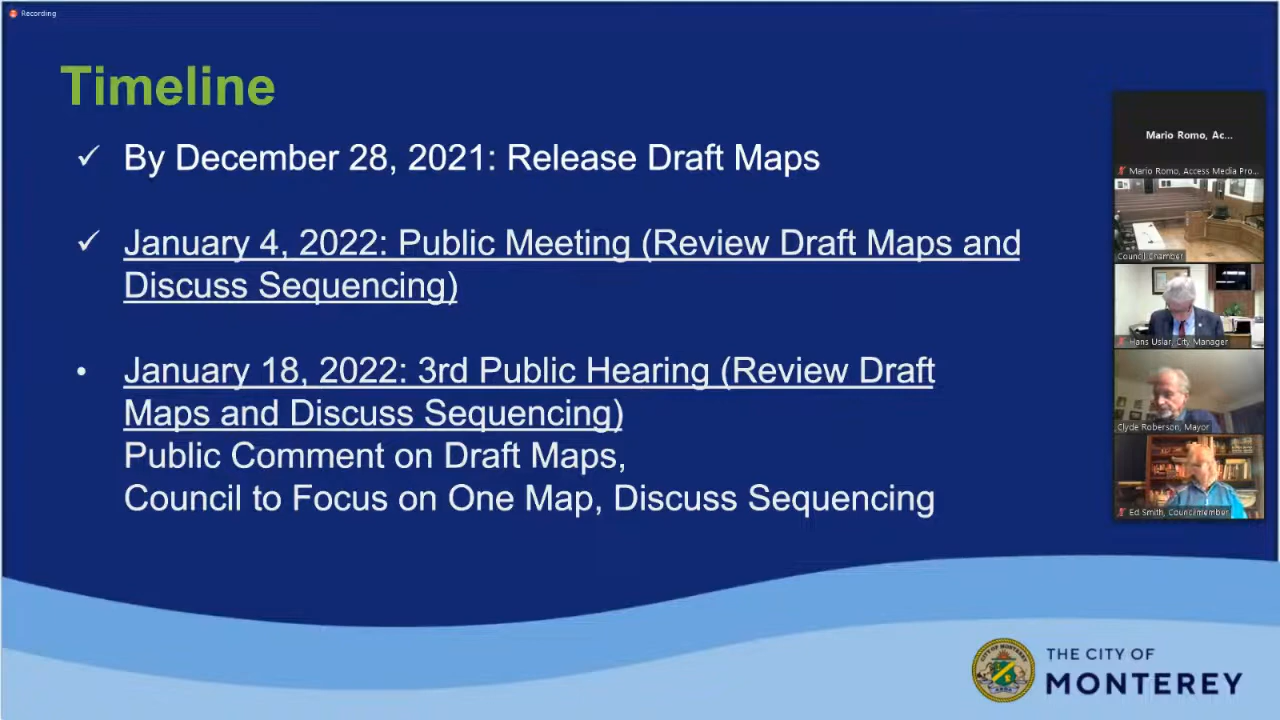 Recording
Timeline
✓ By December 28, 2021: Release Draft Maps
✓ January 4, 2022: Public Meeting (Review Draft Maps and
Discuss Sequencing)
• January 18, 2022: 3rd Public Hearing (Review Draft
Maps and Discuss Sequencing)
Public Comment on Draft Maps,
Council to Focus on One Map, Discuss Sequencing
Mario Romo, Ac...
Mario Romo, Access Media Pro...
Council Chamber
Hans Uslar, City Manager
Clyde Roberson, Mayor
Ed Smith, Councilmember
THE CITY OF
MONTEREY